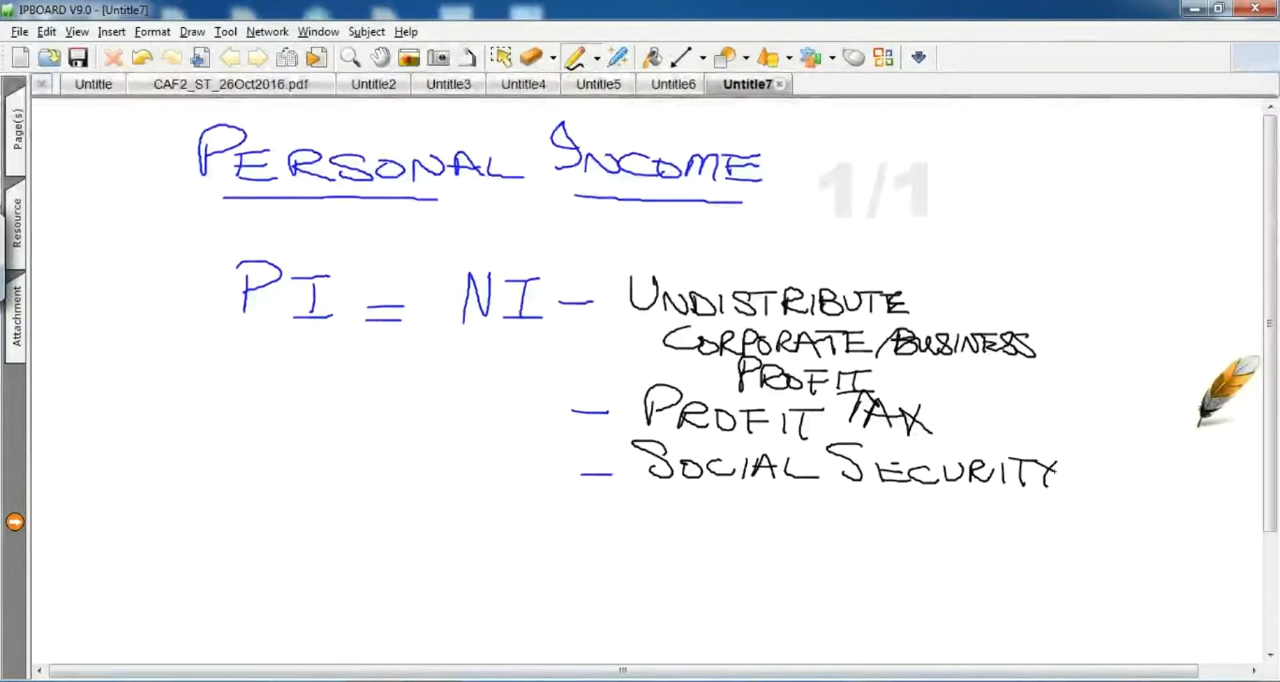 IPBOARD V9.0 - [Untitle7]
File Edit View Insert Format Draw Tool Network Window Subject Help
Untitle CAF2_ST_26Oct2016.pdf Untitle2 Untitle3 Untitle4 Untitle5 Untitle6 Untitle7
Page(s)
Resource
Attachment
PERSONAL INCOME
1/1
PI = NI - UNDISTRIBUTE
CORPORATE/BUSINESS
PROFIT
- PROFIT TAX
- SOCIAL SECURITY